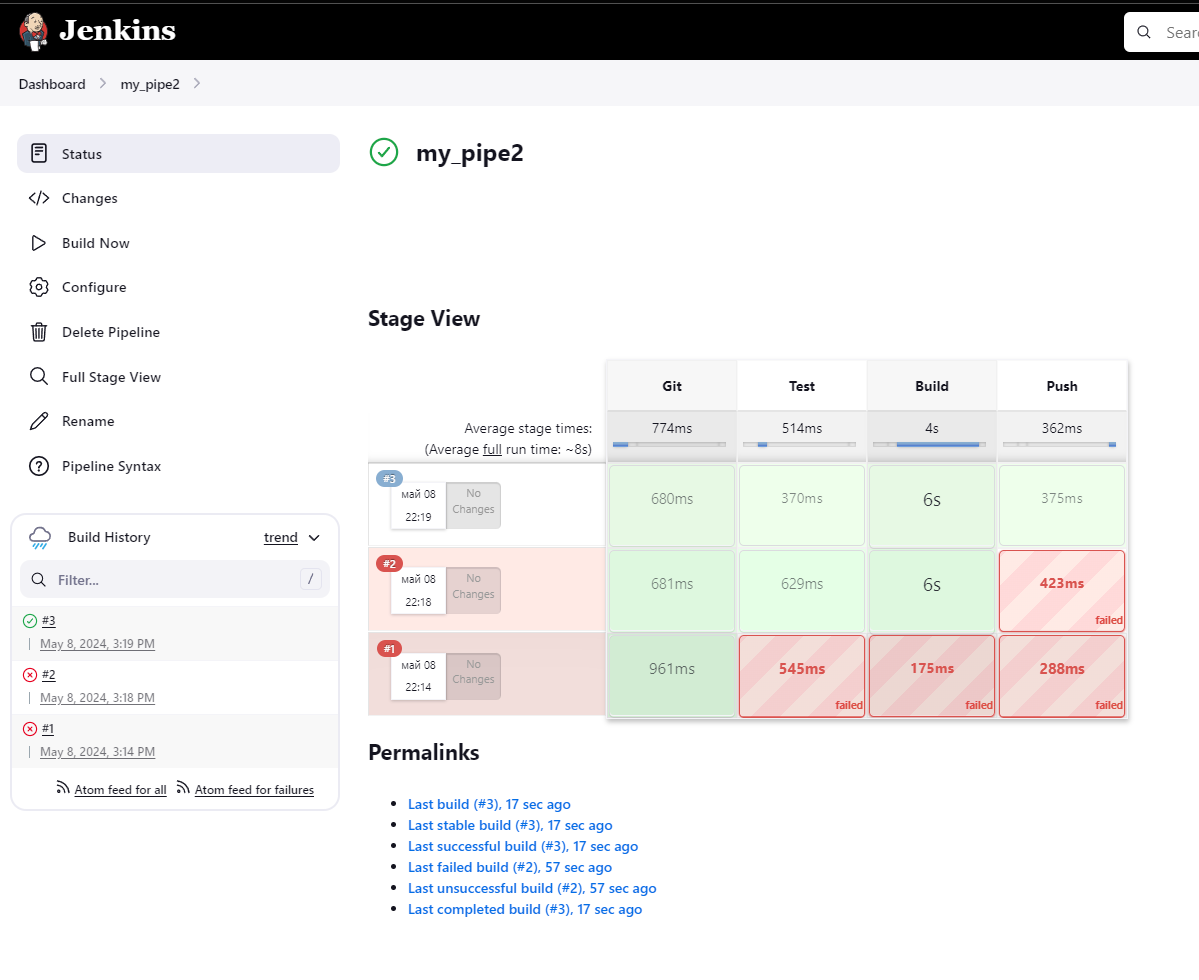 Jenkins
Sear
Dashboard my_pipe2
Status
Changes
Build Now
Configure
Delete Pipeline
Full Stage View
Rename
Pipeline Syntax
Build History trend
Filter... /
#3
May 8, 2024, 3:19 PM
#2
May 8, 2024, 3:18 PM
#1
May 8, 2024, 3:14 PM
Atom feed for all Atom feed for failures
my_pipe2
Stage View
Git Test Build Push
Average stage times: 774ms 514ms 4s 362ms
(Average full run time: ~8s)
#3
май 08 No
22:19 Changes
680ms 370ms 6s 375ms
#2
май 08 No
22:18 Changes
681ms 629ms 6s 423ms
failed
#1
май 08 No
22:14 Changes
961ms 545ms 175ms 288ms
failed failed failed
Permalinks
Last build (#3), 17 sec ago
Last stable build (#3), 17 sec ago
Last successful build (#3), 17 sec ago
Last failed build (#2), 57 sec ago
Last unsuccessful build (#2), 57 sec ago
Last completed build (#3), 17 sec ago